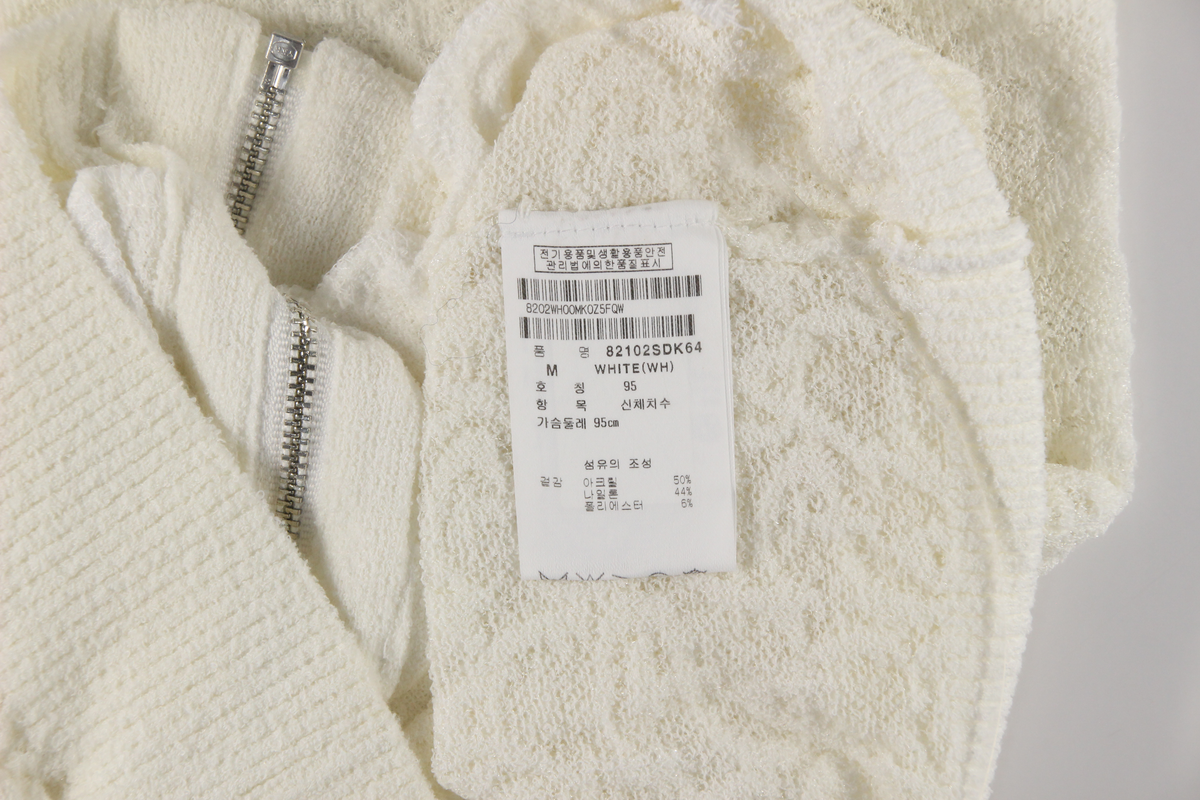 전기용품및생활용품안전
관리법에의한품질표시
8202WH00MK0Z5FQW
품 명 82102SDK64
M WHITE(WH)
호 칭 95
항 목 신체치수
가슴둘레 95cm
섬유의 조성
겉감 아크릴 50%
나일론 44%
폴리에스터 6%